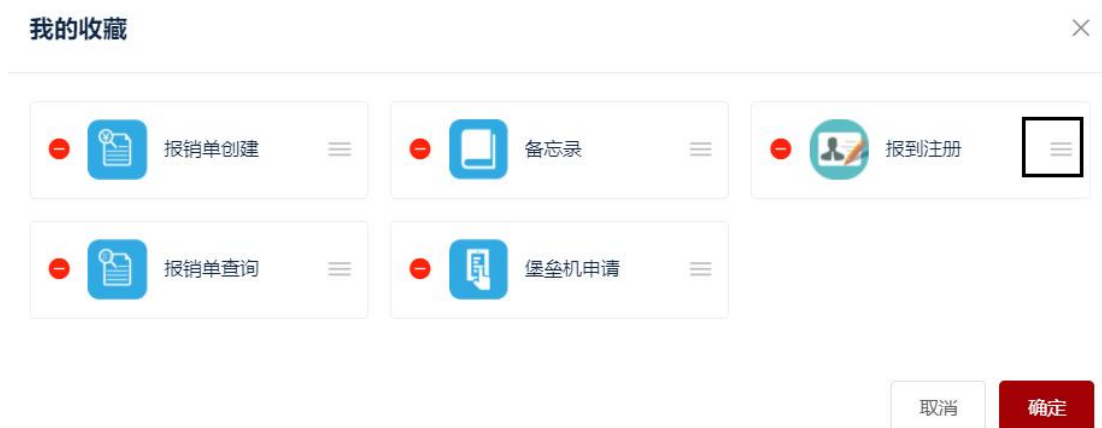 我的收藏
报销单创建
备忘录
报到注册
报销单查询
堡垒机申请
取消
确定